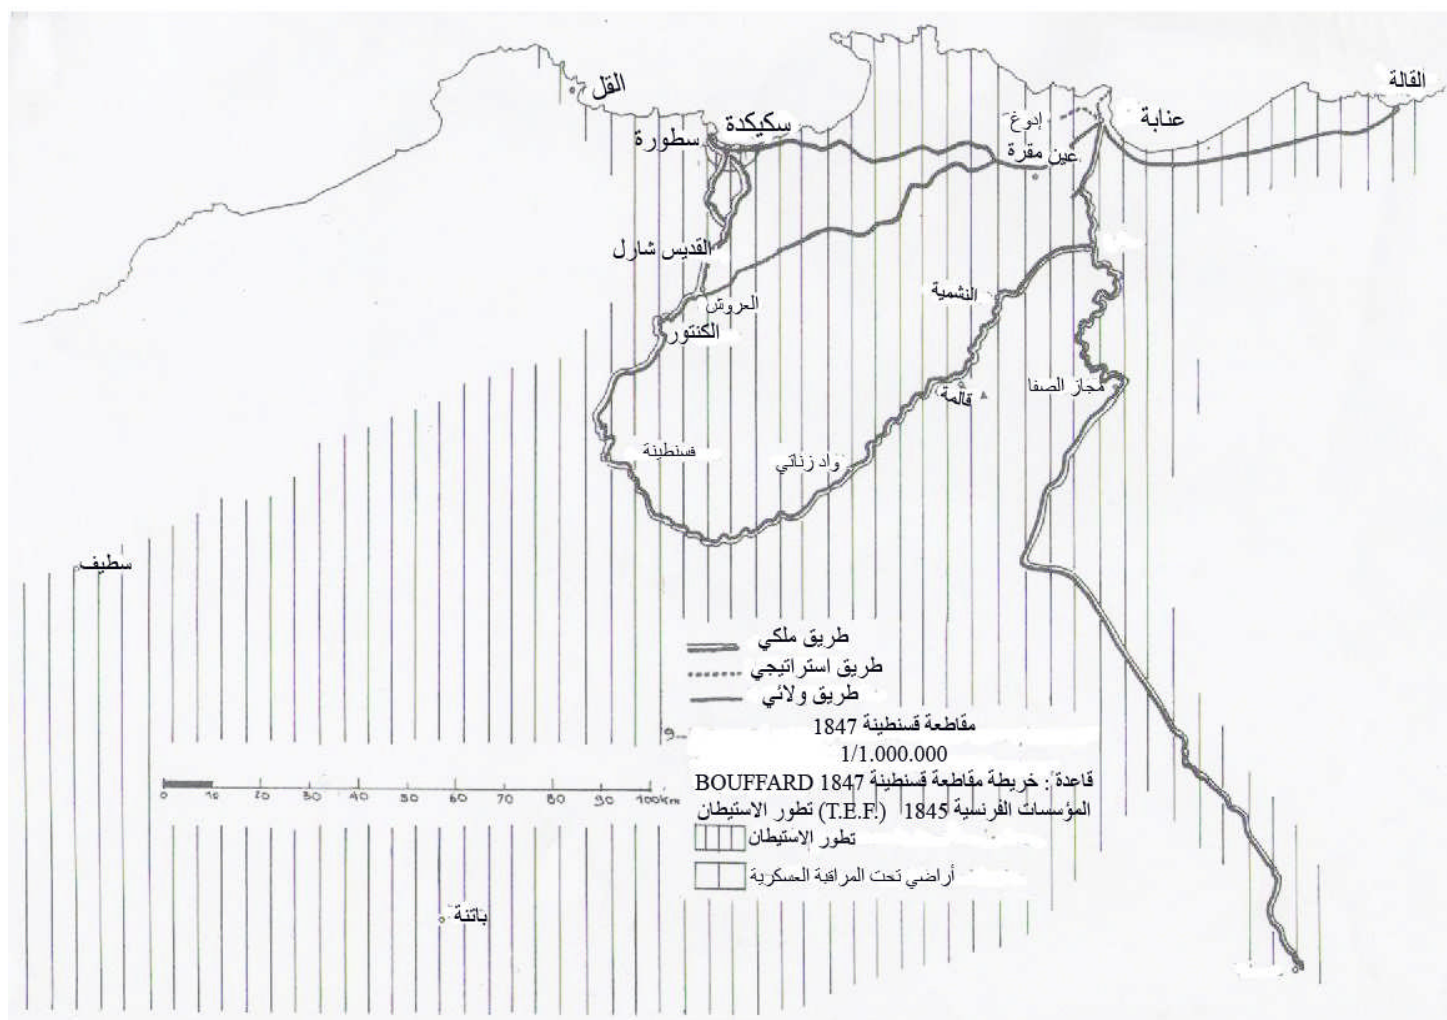 القالة
القل
عنابة
إدوغ
سكيكدة
سطورة
عين مقرة
القديس شارل
النشمية
العروش
الكنتور
مجاز الصفا
قالمة
قسنطينة
واد زناتي
سطيف
طريق ملكي
طريق استراتيجي
طريق ولائي
مقاطعة قسنطينة 1847
1/1.000.000
قاعدة : خريطة مقاطعة قسنطينة 1847 BOUFFARD
المؤسسات الفرنسية 1845 (T.E.F.) تطور الاستيطان
تطور الاستيطان
أراضي تحت المراقبة العسكرية
0 10 20 30 40 50 60 70 80 90 100Km
باتنة